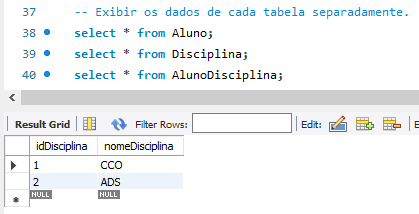 37 -- Exibir os dados de cada tabela separadamente.
38 select * from Aluno;
39 select * from Disciplina;
40 select * from AlunoDisciplina;
Result Grid Filter Rows: Edit:
idDisciplina nomeDisciplina
1 CCO
2 ADS
NULL NULL